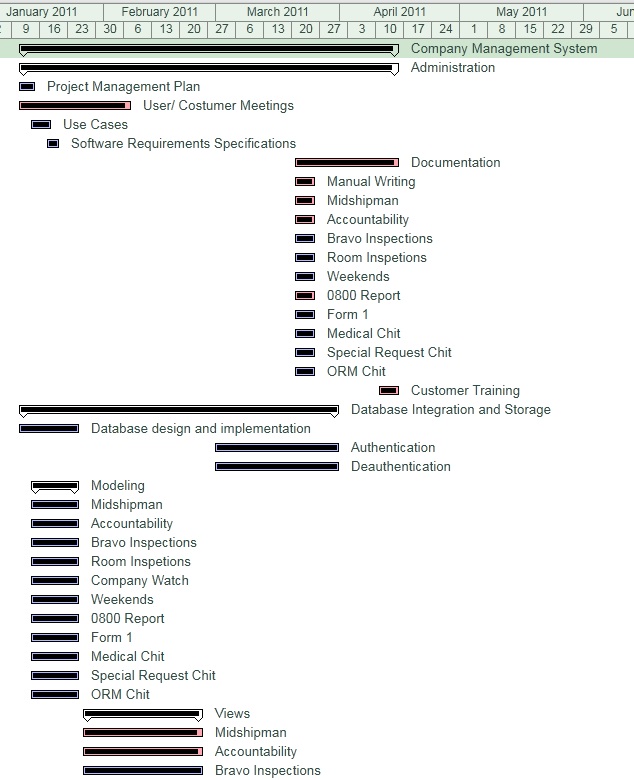 January 2011 February 2011 March 2011 April 2011 May 2011 Jun
9 16 23 30 6 13 20 27 6 13 20 27 3 10 17 24 1 8 15 22 29 5
Company Management System
Administration
Project Management Plan
User/ Costumer Meetings
Use Cases
Software Requirements Specifications
Documentation
Manual Writing
Midshipman
Accountability
Bravo Inspections
Room Inspetions
Weekends
0800 Report
Form 1
Medical Chit
Special Request Chit
ORM Chit
Customer Training
Database Integration and Storage
Database design and implementation
Authentication
Deauthentication
Modeling
Midshipman
Accountability
Bravo Inspections
Room Inspetions
Company Watch
Weekends
0800 Report
Form 1
Medical Chit
Special Request Chit
ORM Chit
Views
Midshipman
Accountability
Bravo Inspections